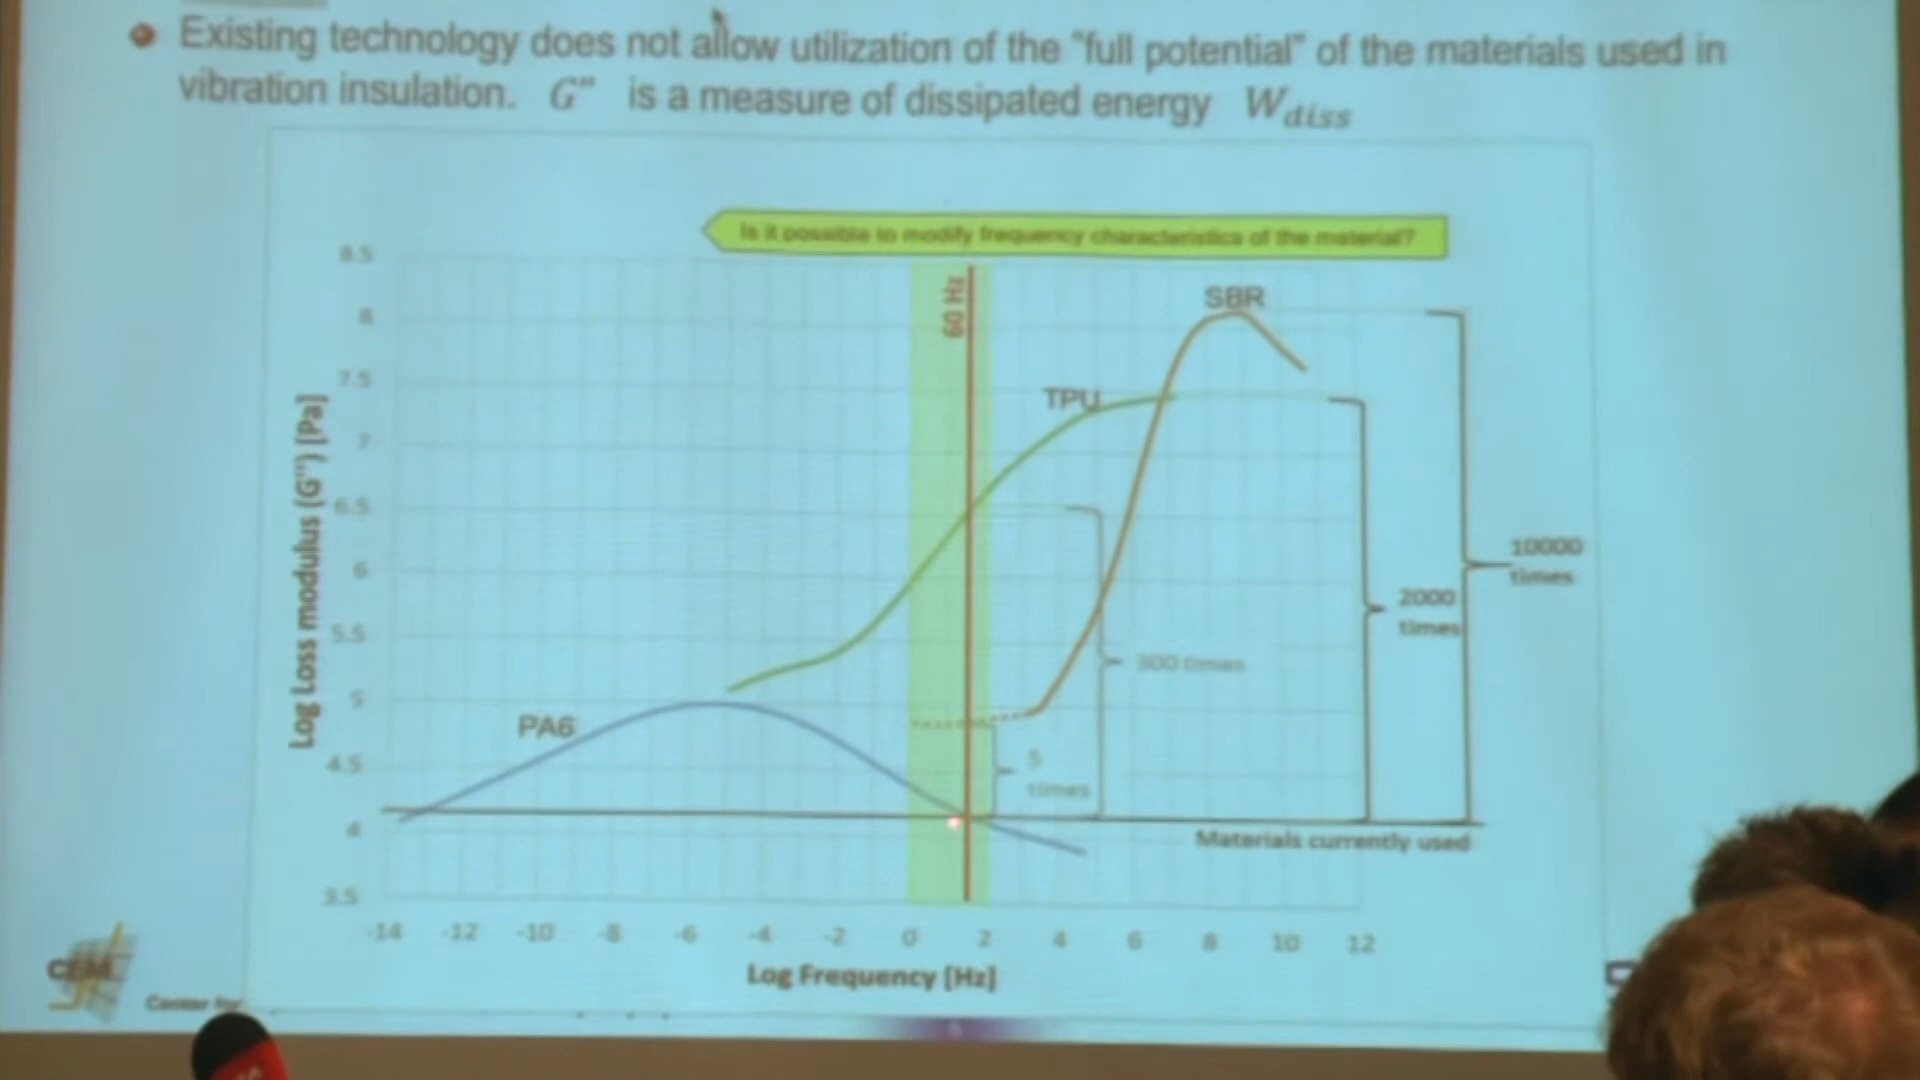 Existing technology does not allow utilization of the "full potential" of the materials used in
vibration insulation. G" is a measure of dissipated energy W diss
Is it possible to modify frequency characteristics of the material?
8.5
8
7.5
7
6.5
6
5.5
5
4.5
4
3.5
Log Loss modulus (G") [Pa]
60 Hz
SBR
TPU
PA6
10000
times
2000
times
300 times
5
times
Materials currently used
-14 -12 -10 -8 -6 -4 -2 0 2 4 6 8 10 12
Log Frequency [Hz]
Center for